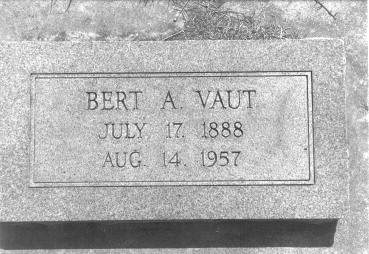 BERT A. VAUT
JULY 17, 1888
AUG. 14, 1957